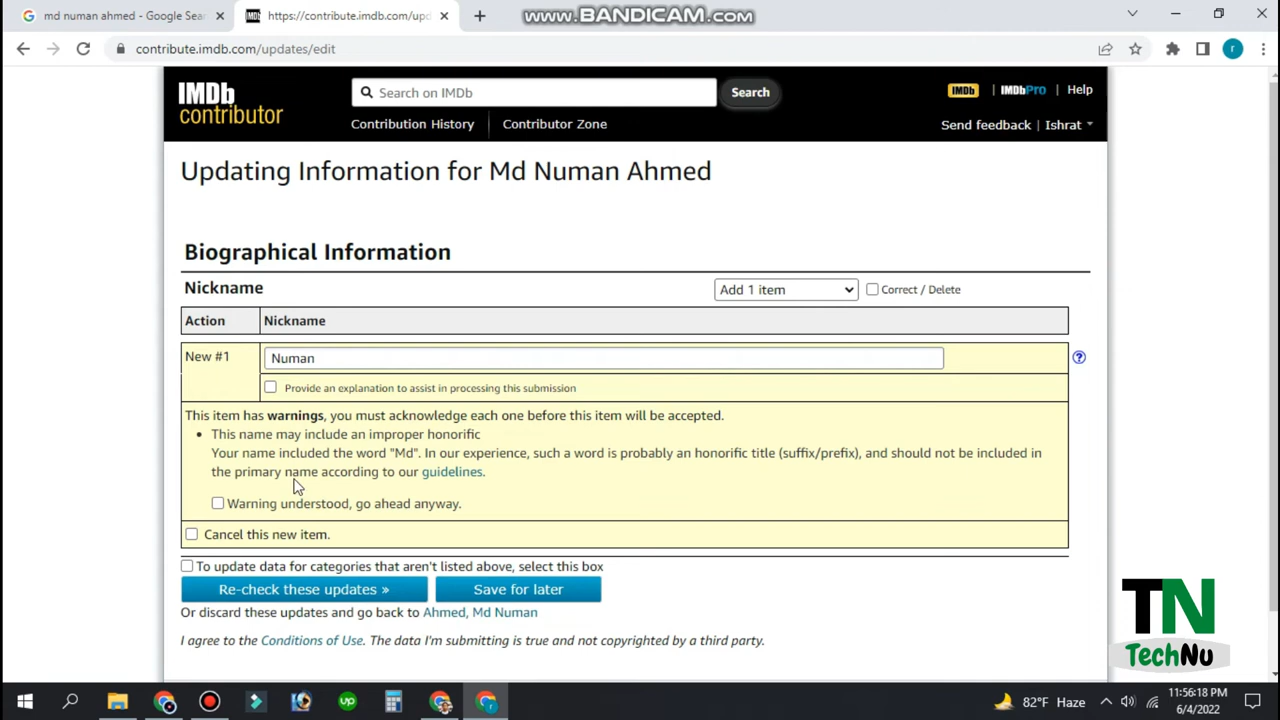 md numan ahmed - Google Sea
https://contribute.imdb.com/upd
www.BANDICAM.com
contribute.imdb.com/updates/edit
r
IMDb
contributor
Search on IMDb
Search
IMDb | IMDbPro | Help
Contribution History
Contributor Zone
Send feedback | Ishrat
Updating Information for Md Numan Ahmed
Biographical Information
Nickname
Add 1 item
Correct / Delete
Action
Nickname
New #1
Numan
?
Provide an explanation to assist in processing this submission
This item has warnings, you must acknowledge each one before this item will be accepted.
• This name may include an improper honorific
Your name included the word "Md". In our experience, such a word is probably an honorific title (suffix/prefix), and should not be included in
the primary name according to our guidelines.
Warning understood, go ahead anyway.
Cancel this new item.
To update data for categories that aren't listed above, select this box
Re-check these updates »
Save for later
Or discard these updates and go back to Ahmed, Md Numan
I agree to the Conditions of Use. The data I'm submitting is true and not copyrighted by a third party.
TN
TechNu
up
82°F Haze
11:56:18 PM
6/4/2022